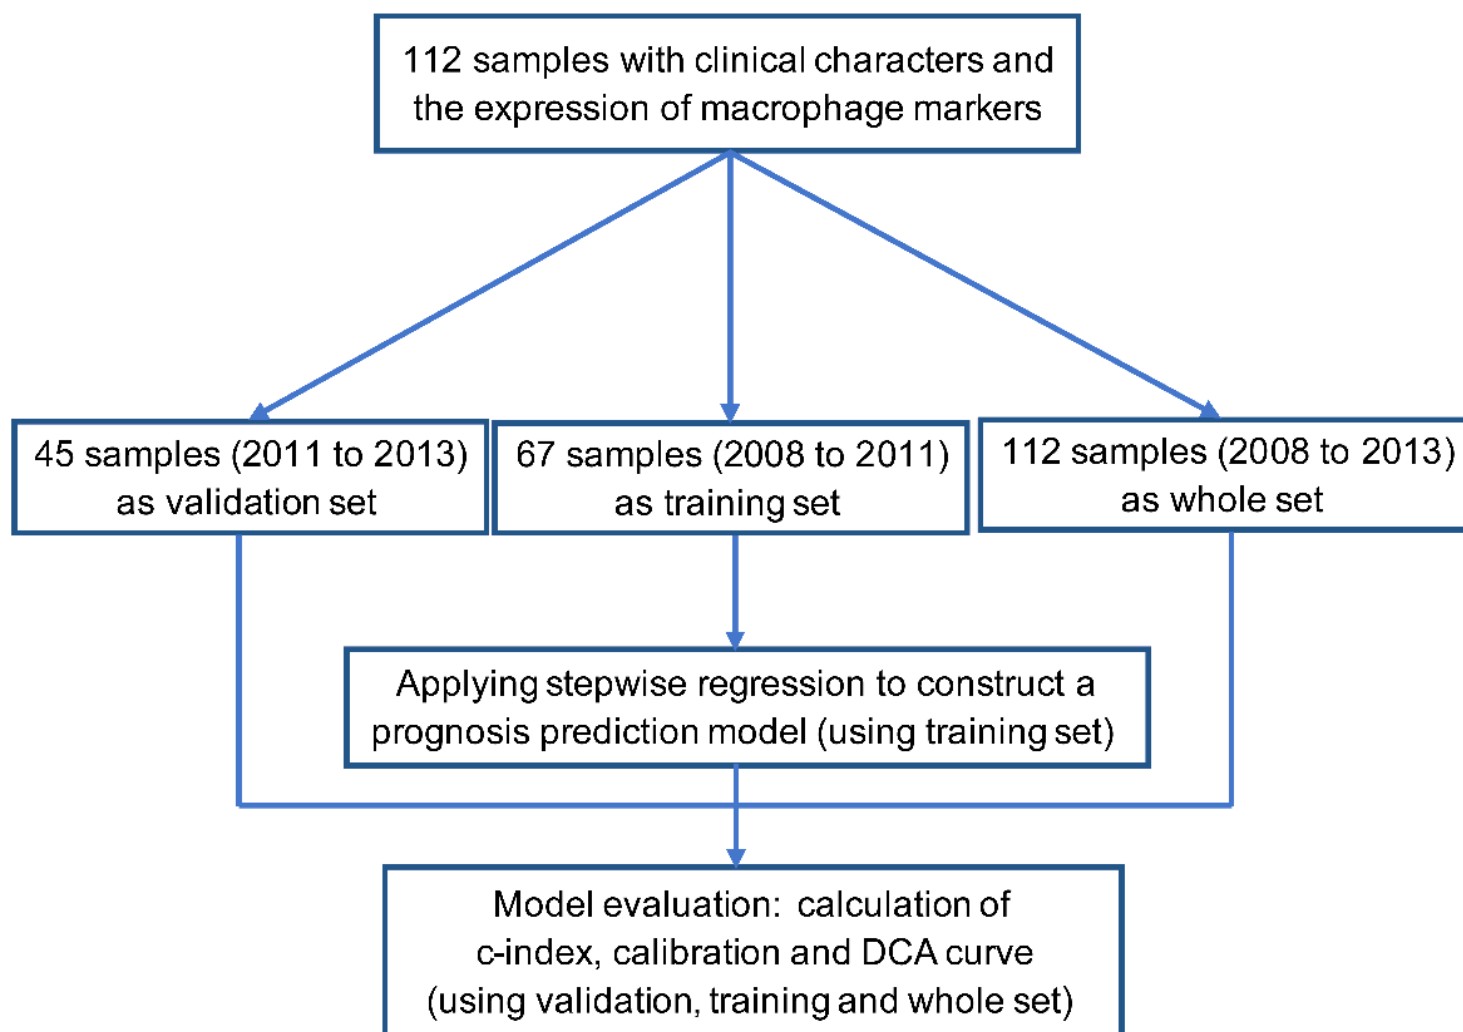 112 samples with clinical characters and
the expression of macrophage markers
45 samples (2011 to 2013)
as validation set
67 samples (2008 to 2011)
as training set
112 samples (2008 to 2013)
as whole set
Applying stepwise regression to construct a
prognosis prediction model (using training set)
Model evaluation: calculation of
c-index, calibration and DCA curve
(using validation, training and whole set)